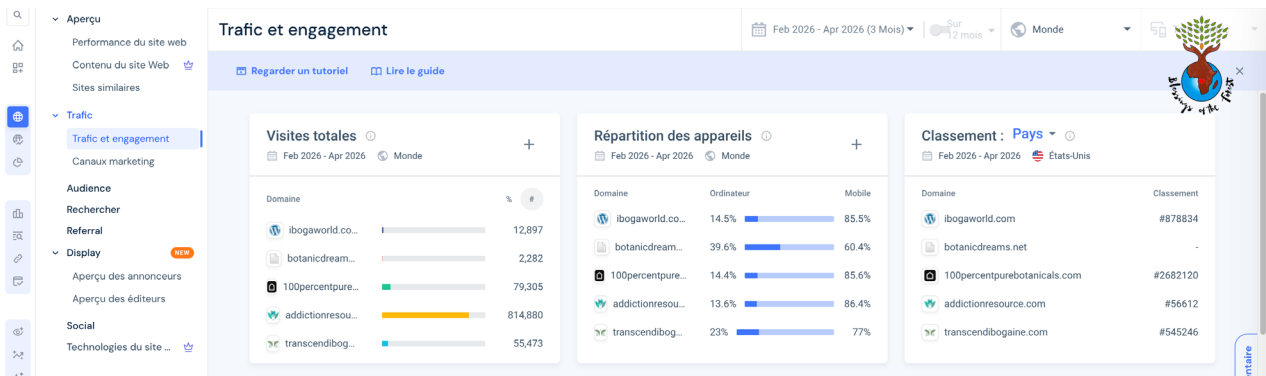 Aperçu
Performance du site web
Contenu du site Web
Sites similaires
Trafic
Trafic et engagement
Canaux marketing
Audience
Rechercher
Referral
Display NEW
Aperçu des annonceurs
Aperçu des éditeurs
Social
Technologies du site ...
Trafic et engagement
Feb 2026 - Apr 2026 (3 Mois)
Sur
12 mois
Monde
Blessings of the forest
Regarder un tutoriel Lire le guide
Visites totales
Feb 2026 - Apr 2026 Monde
Domaine % #
ibogaworld.co... 12,897
botanicdream... 2,282
100percentpure... 79,305
addictionresou... 814,880
transcendibog... 55,473
Répartition des appareils
Feb 2026 - Apr 2026 Monde
Domaine Ordinateur Mobile
ibogaworld.co... 14.5% 85.5%
botanicdream... 39.6% 60.4%
100percentpure... 14.4% 85.6%
addictionresou... 13.6% 86.4%
transcendibog... 23% 77%
Classement : Pays
Feb 2026 - Apr 2026 États-Unis
Domaine Classement
ibogaworld.com #878834
botanicdreams.net -
100percentpurebotanicals.com #2682120
addictionresource.com #56612
transcendibogaine.com #545246
ntaire